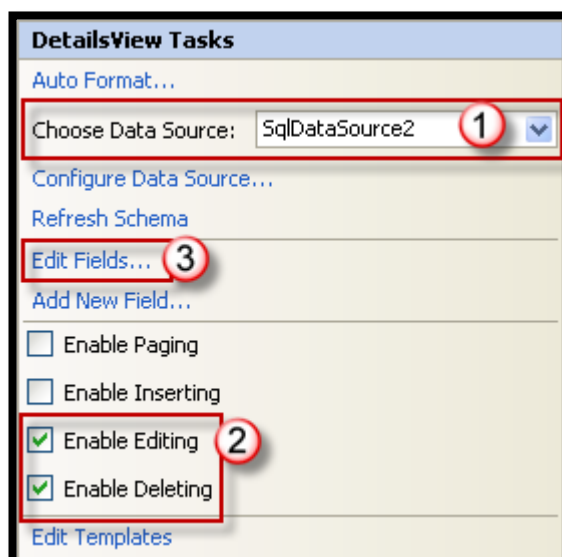 DetailsView Tasks
Auto Format...
Choose Data Source: SqlDataSource2 1
Configure Data Source...
Refresh Schema
Edit Fields... 3
Add New Field...
Enable Paging
Enable Inserting
Enable Editing 2
Enable Deleting
Edit Templates